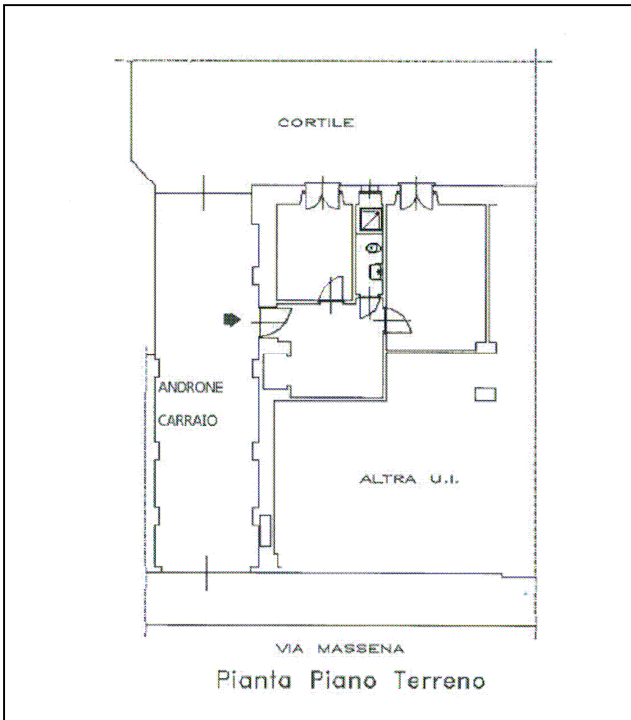 CORTILE
ANDRONE
CARRAIO
ALTRA U.I.
VIA MASSENA
Pianta Piano Terreno